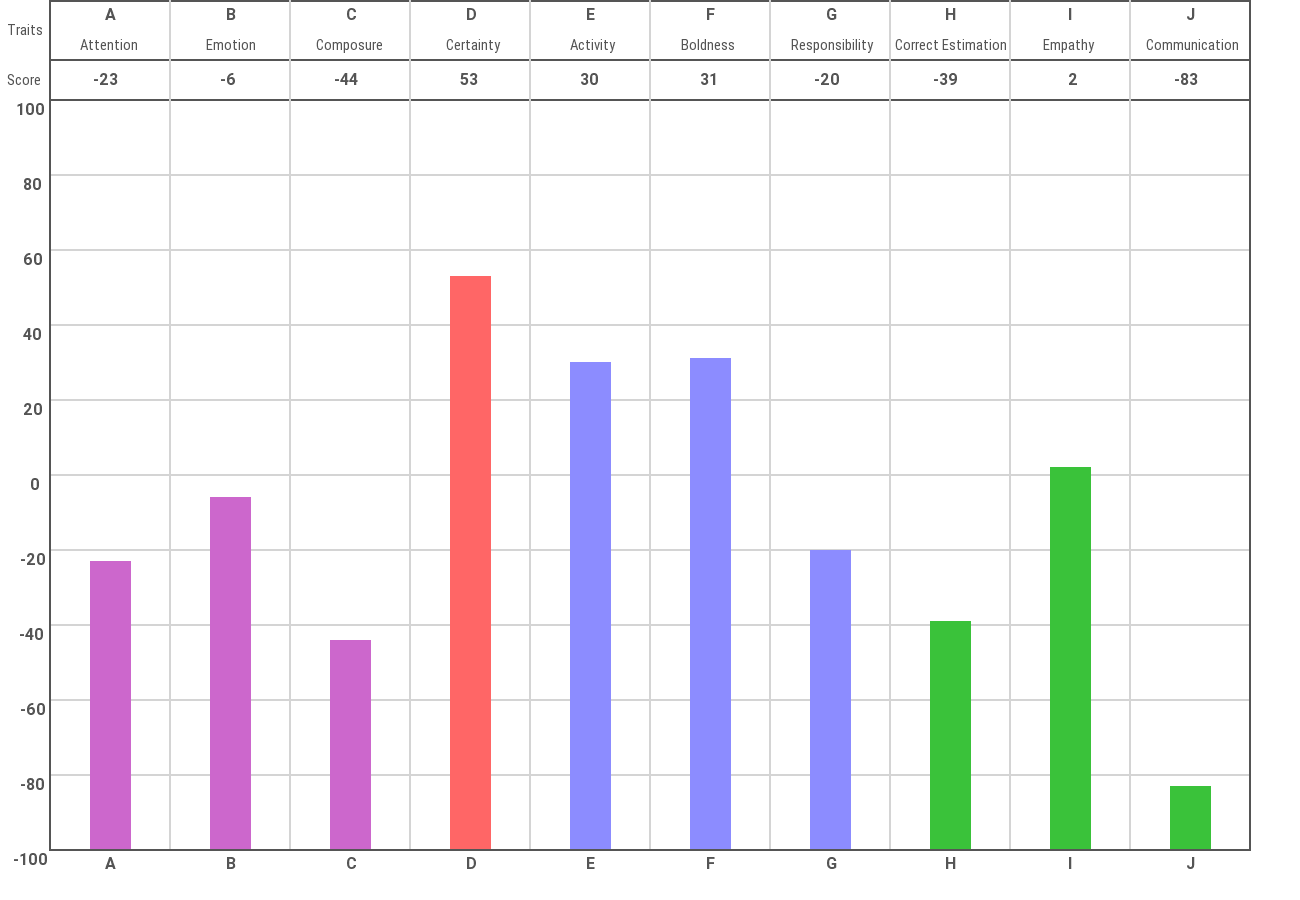 A B C D E F G H I J
Traits
Attention Emotion Composure Certainty Activity Boldness Responsibility Correct Estimation Empathy Communication
Score -23 -6 -44 53 30 31 -20 -39 2 -83
100
80
60
40
20
0
-20
-40
-60
-80
-100
A B C D E F G H I J